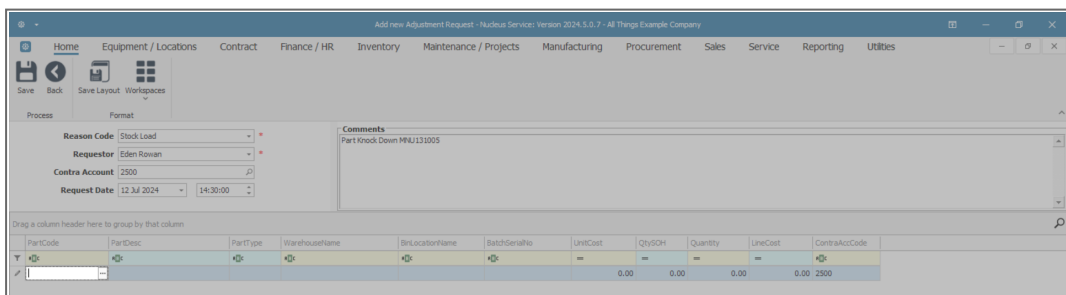 Add new Adjustment Request - Nucleus Service: Version 2024.5.0.7 - All Things Example Company
Home Equipment / Locations Contract Finance / HR Inventory Maintenance / Projects Manufacturing Procurement Sales Service Reporting Utilities
Save Back Save Layout Workspaces
Process Format
Reason Code Stock Load *
Requestor Eden Rowan *
Contra Account 2500
Request Date 12 Jul 2024 14:30:00
Comments
Part Knock Down MNU131005
Drag a column header here to group by that column
PartCode PartDesc PartType WarehouseName BinLocationName BatchSerialNo UnitCost QtySOH Quantity LineCost ContraAccCode
= = = =
0.00 0.00 0.00 0.00 2500